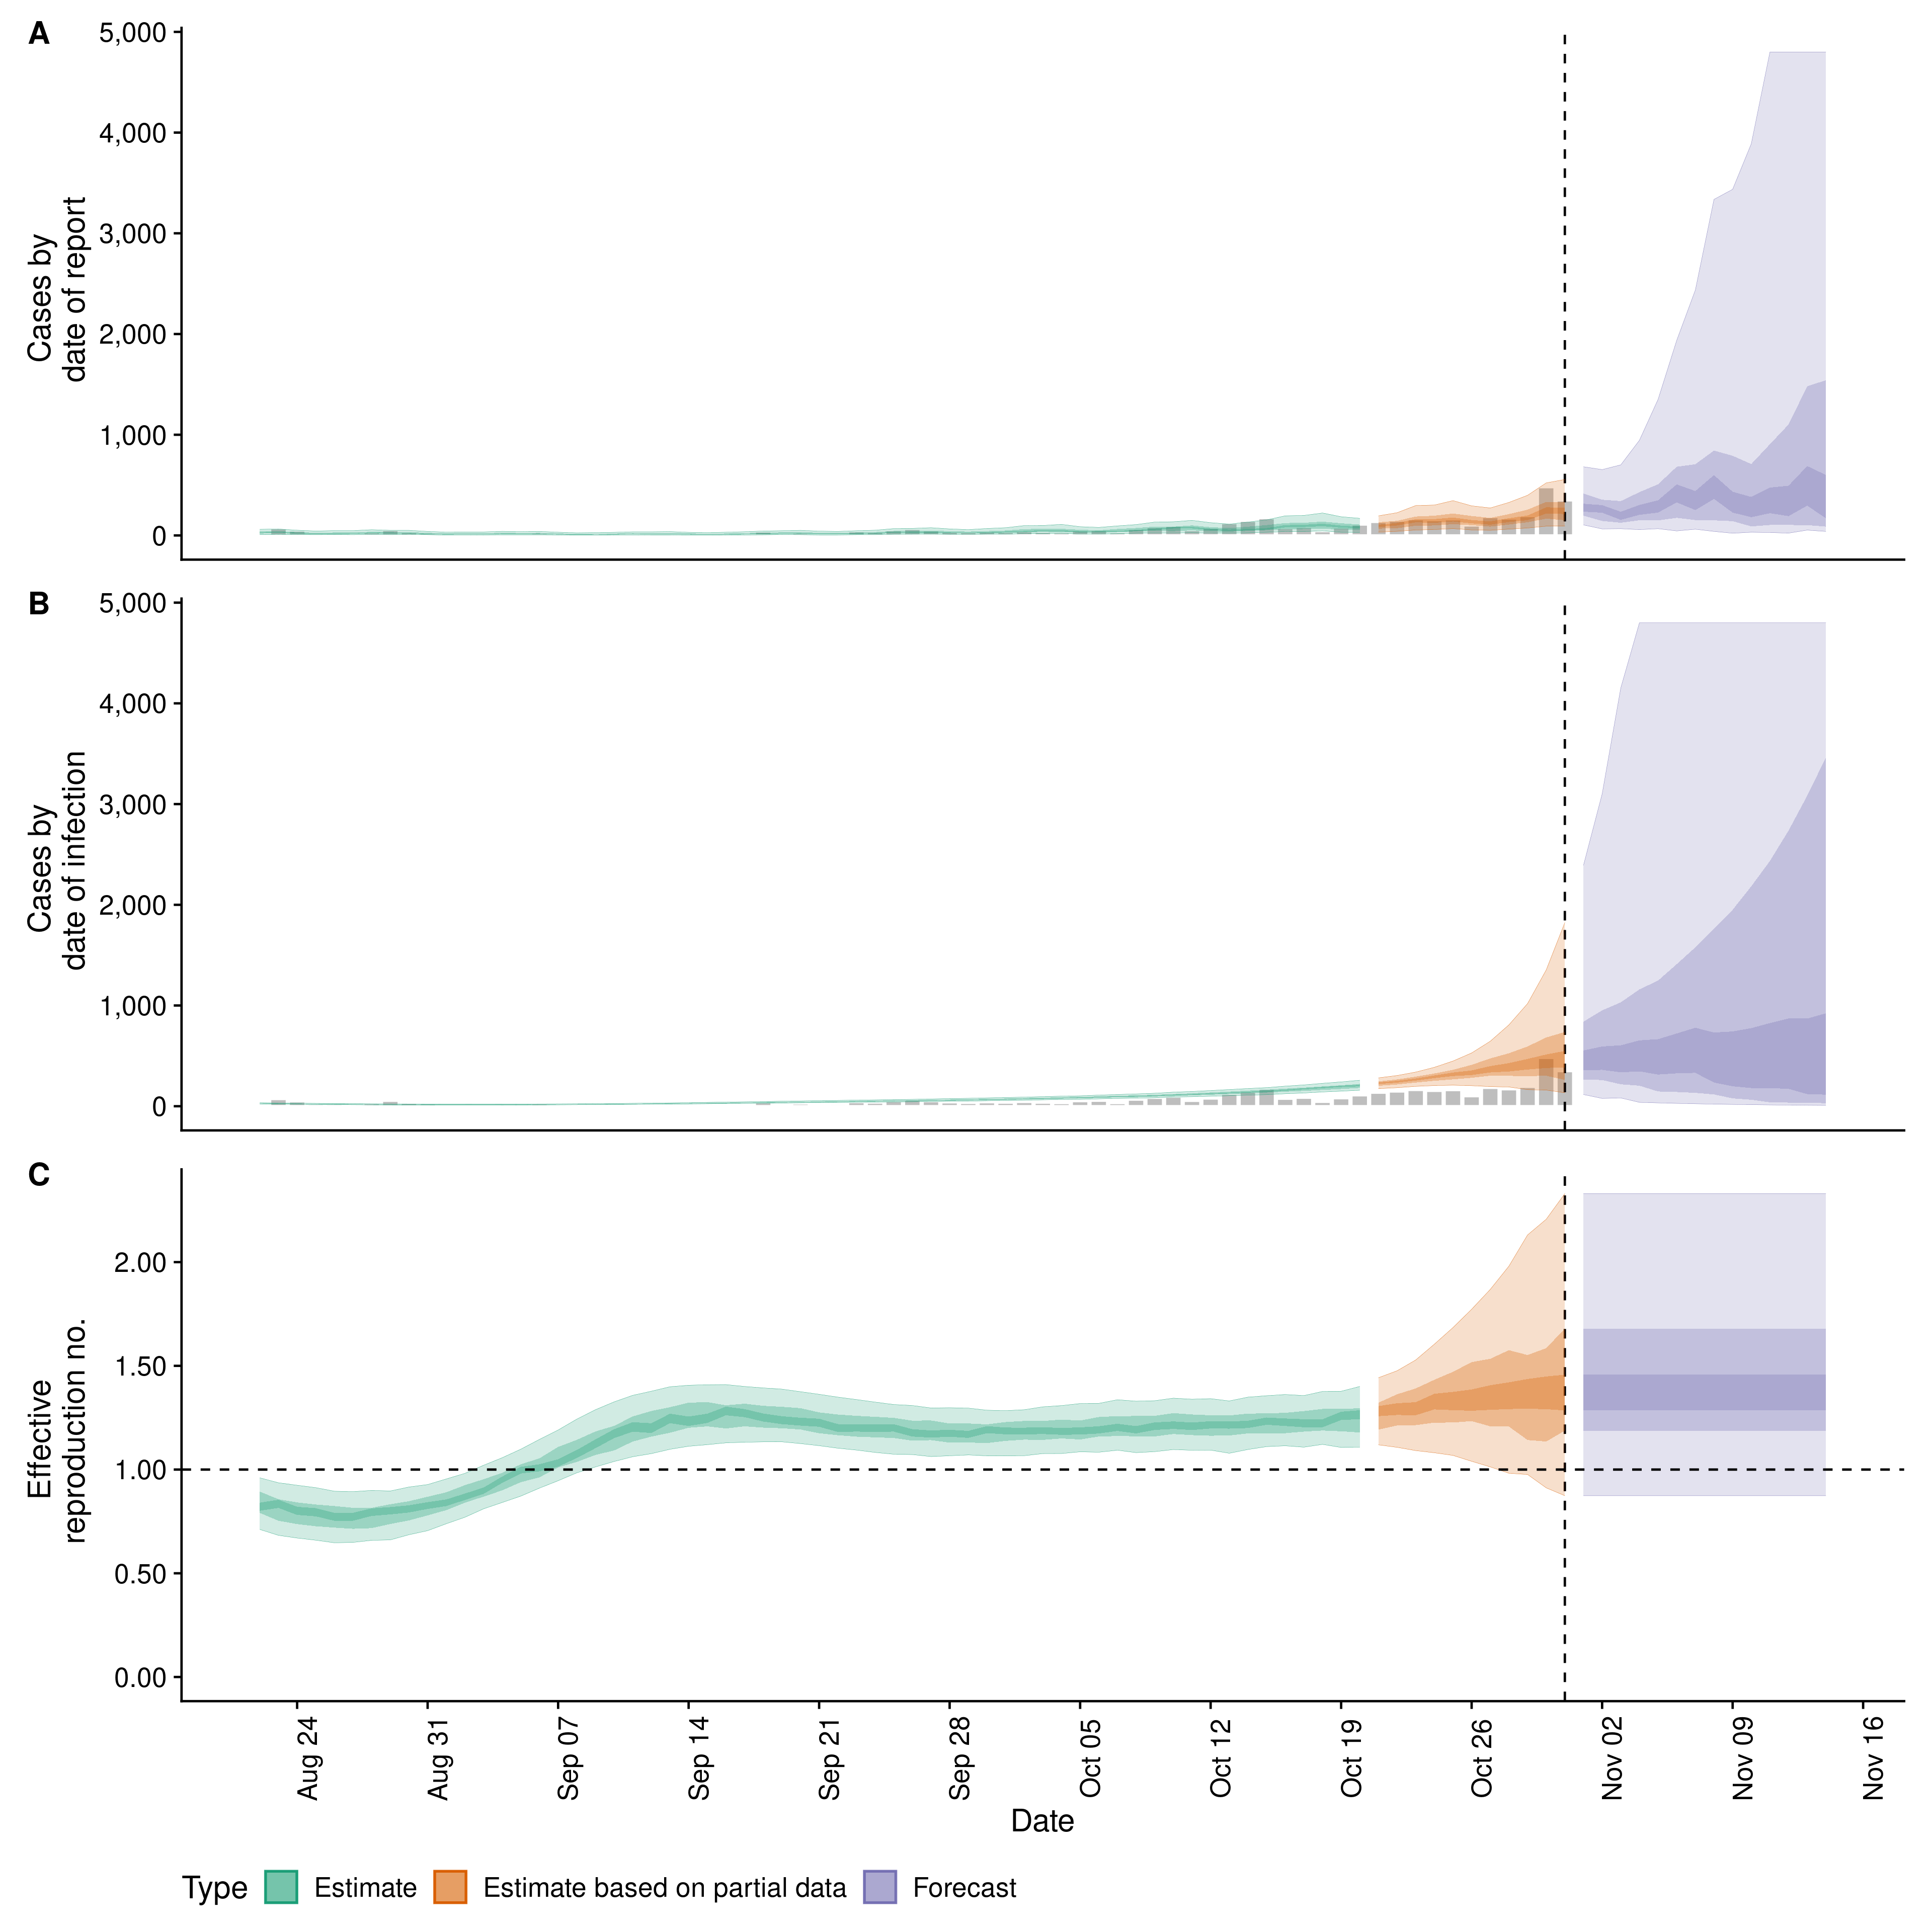 A
Cases by
date of report
5,000
4,000
3,000
2,000
1,000
0
B
Cases by
date of infection
5,000
4,000
3,000
2,000
1,000
0
C
Effective
reproduction no.
2.00
1.50
1.00
0.50
0.00
Aug 24
Aug 31
Sep 07
Sep 14
Sep 21
Sep 28
Oct 05
Oct 12
Oct 19
Oct 26
Nov 02
Nov 09
Nov 16
Date
Type Estimate Estimate based on partial data Forecast